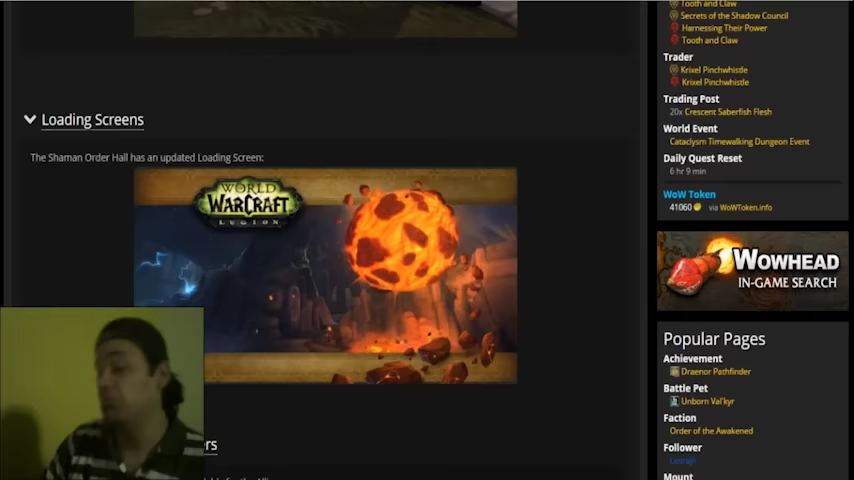 Loading Screens
The Shaman Order Hall has an updated Loading Screen:
WORLD
WARCRAFT
LEGION
Tooth and Claw
Secrets of the Shadow Council
Harnessing Their Power
Tooth and Claw
Trader
Krixel Pinchwhistle
Krixel Pinchwhistle
Trading Post
20x Crescent Saberfish Flesh
World Event
Cataclysm Timewalking Dungeon Event
Daily Quest Reset
6 hr 9 min
WoW Token
41060 via WoWToken.info
WOWHEAD
IN-GAME SEARCH
Popular Pages
Achievement
Draenor Pathfinder
Battle Pet
Unborn Val'kyr
Faction
Order of the Awakened
Follower
Leorajh
Mount